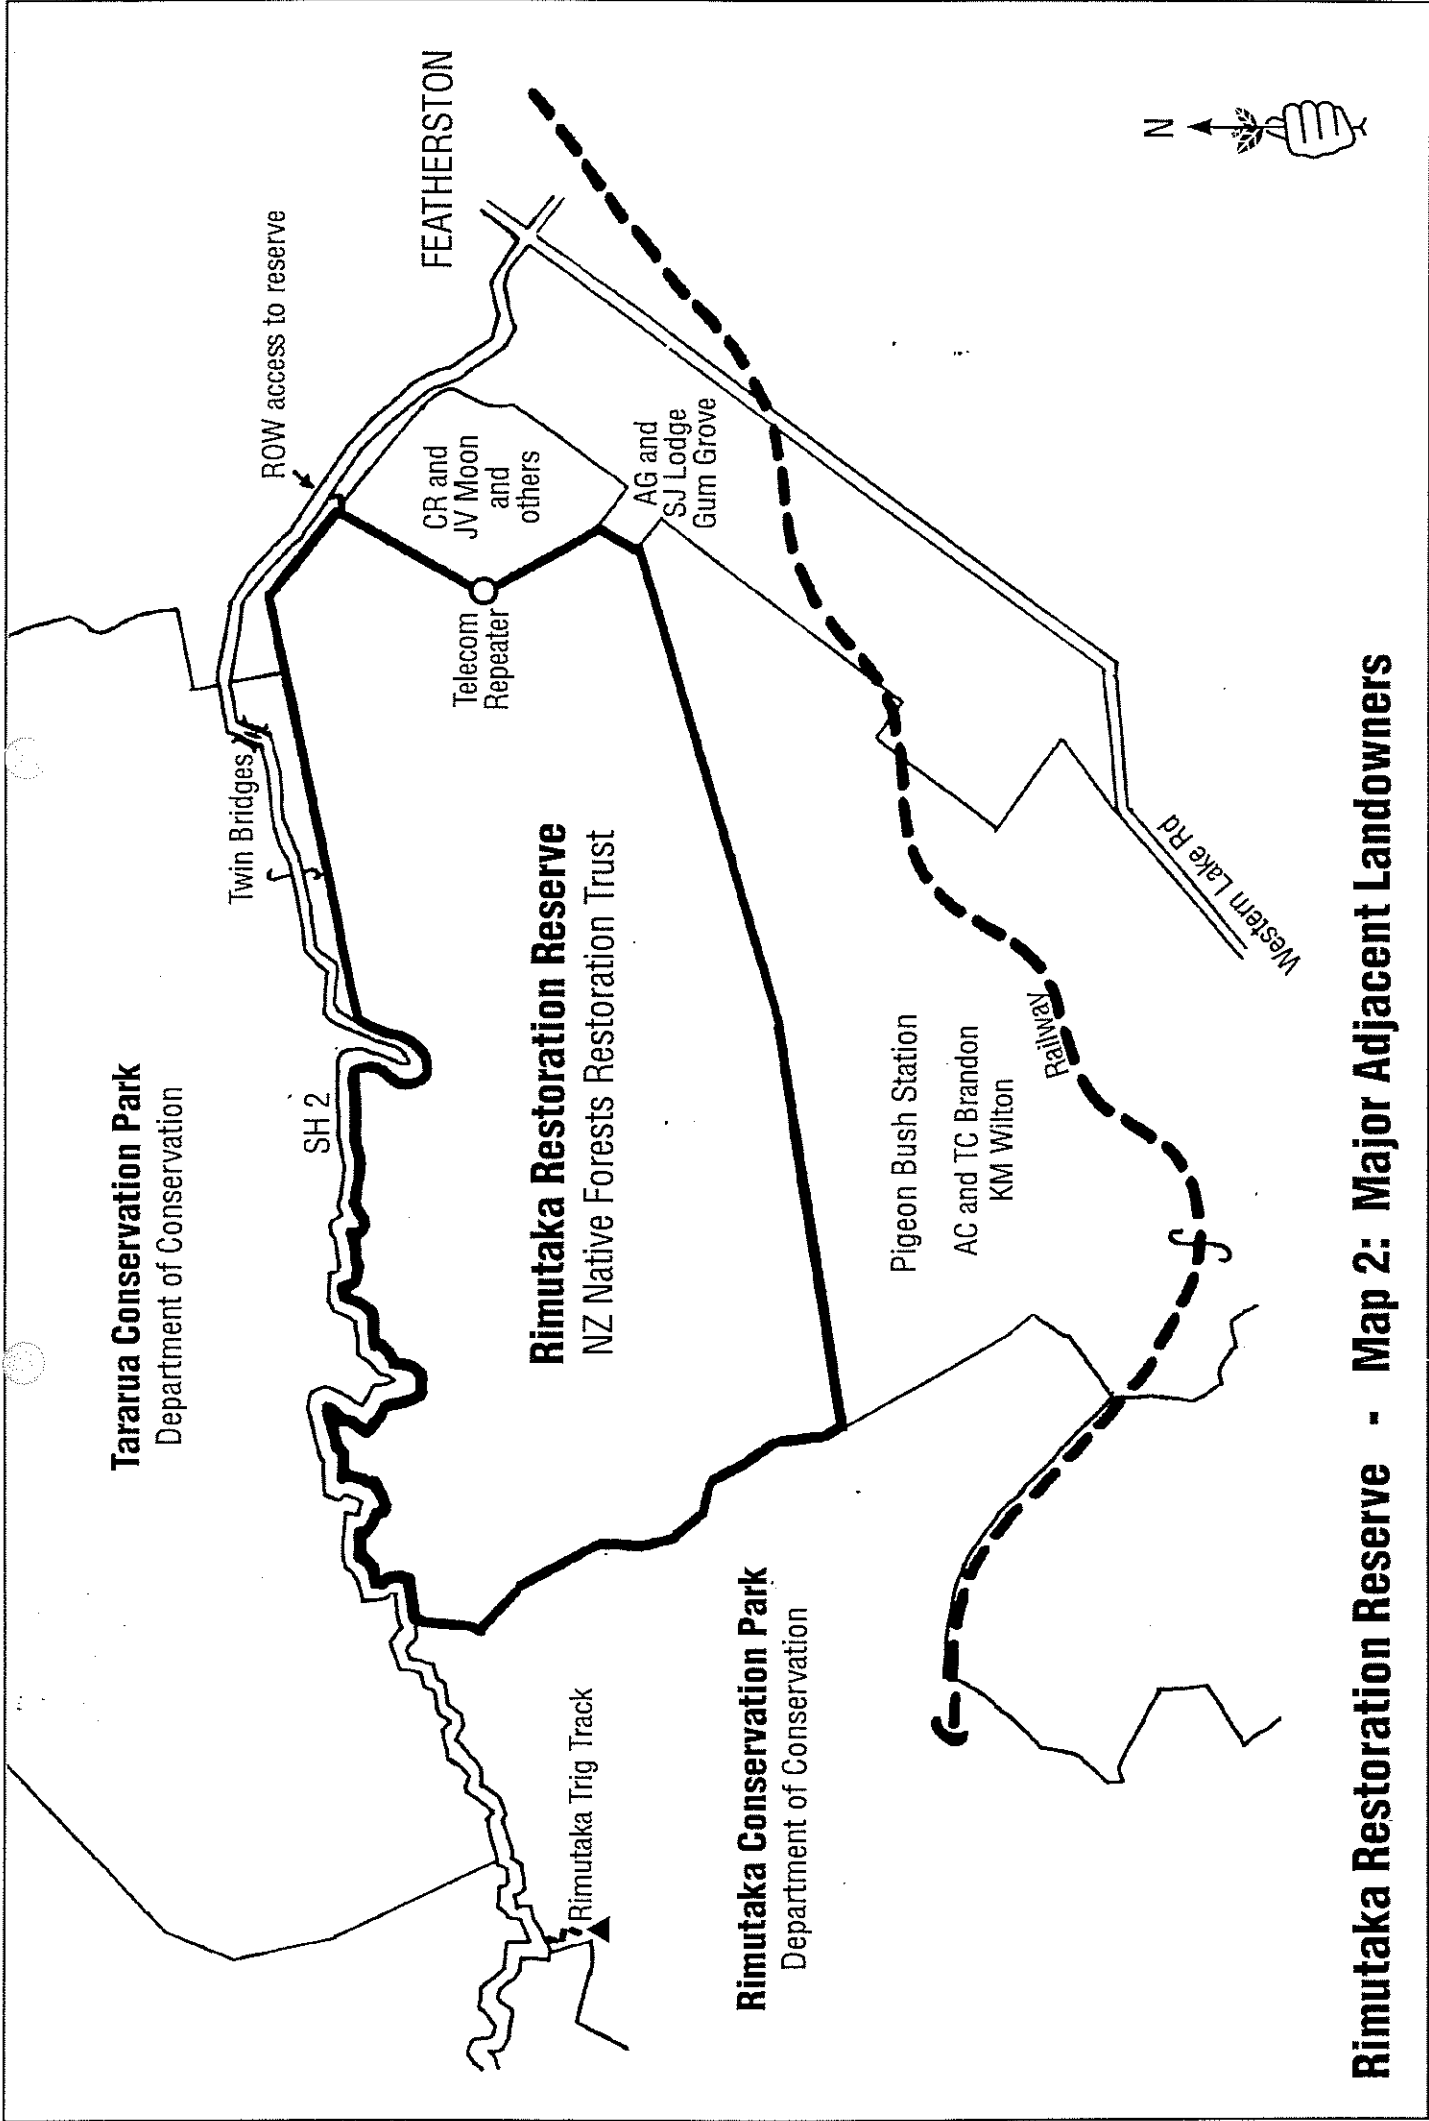 Tararua Conservation Park
Department of Conservation
SH 2
Twin Bridges
ROW access to reserve
FEATHERSTON
Rimutaka Trig Track
Rimutaka Restoration Reserve
NZ Native Forests Restoration Trust
Telecom
Repeater
CR and
JV Moon
and
others
AG and
SJ Lodge
Gum Grove
Rimutaka Conservation Park
Department of Conservation
Pigeon Bush Station
AC and TC Brandon
KM Wilton
Railway
Western Lake Rd
N
Rimutaka Restoration Reserve - Map 2: Major Adjacent Landowners